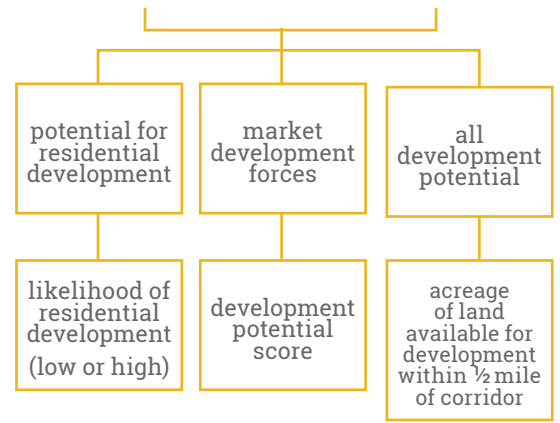 potential for
residential
development
market
development
forces
all
development
potential
likelihood of
residential
development
(low or high)
development
potential
score
acreage
of land
available for
development
within ½ mile
of corridor